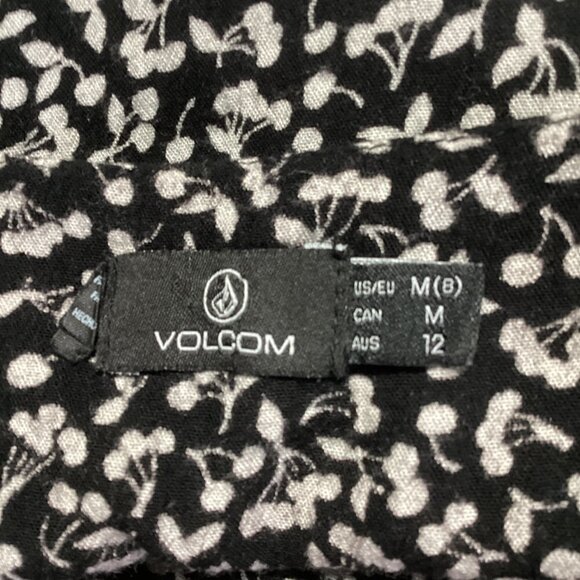 VOLCOM
US/EU M(8)
CAN M
AUS 12